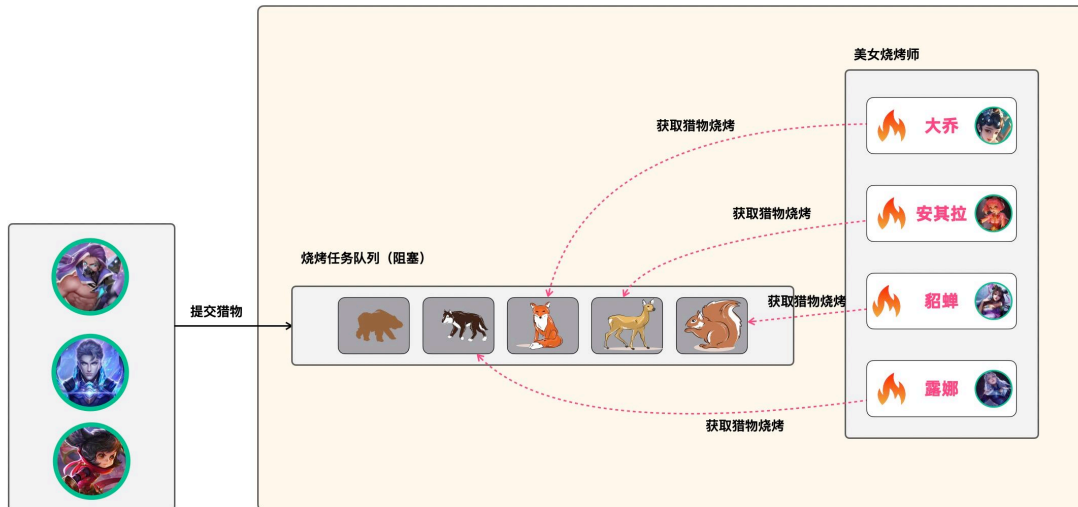 美女烧烤师
获取猎物烧烤
大乔
获取猎物烧烤
安其拉
烧烤任务队列（阻塞）
提交猎物
获取猎物烧烤
貂蝉
露娜
获取猎物烧烤